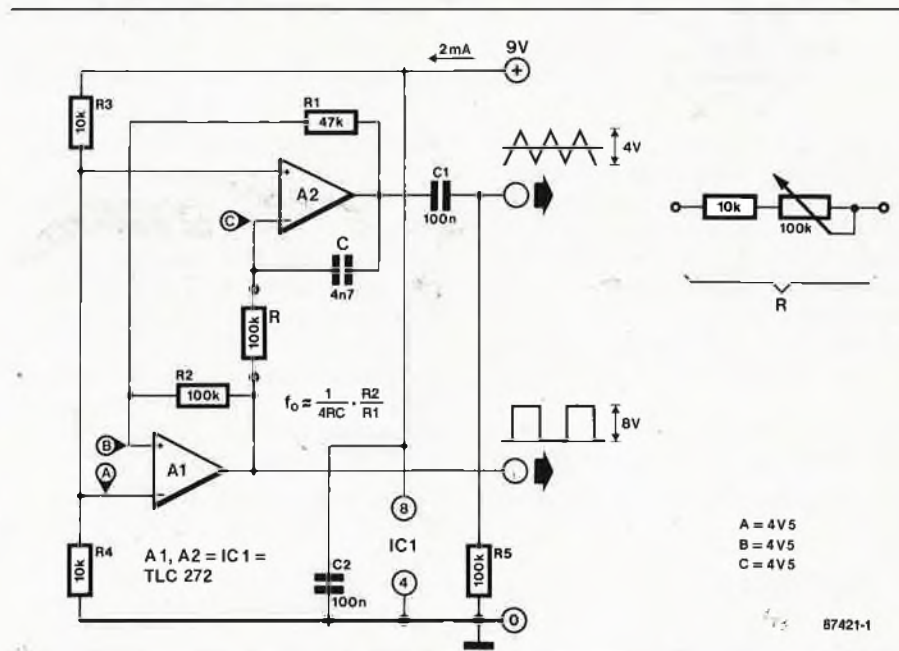 2mA
9V
+
R3
10k
R1
47k
4V
+
A2
C1
100n
C
−
10k
100k
C
4n7
R
R
100k
R2
100k
f₀ ≈ 1/4RC · R2/R1
8V
B
+
A1
A
−
8
R4
10k
A1, A2 = IC1 =
TLC 272
IC1
C2
100n
4
R5
100k
0
A = 4V5
B = 4V5
C = 4V5
87421-1